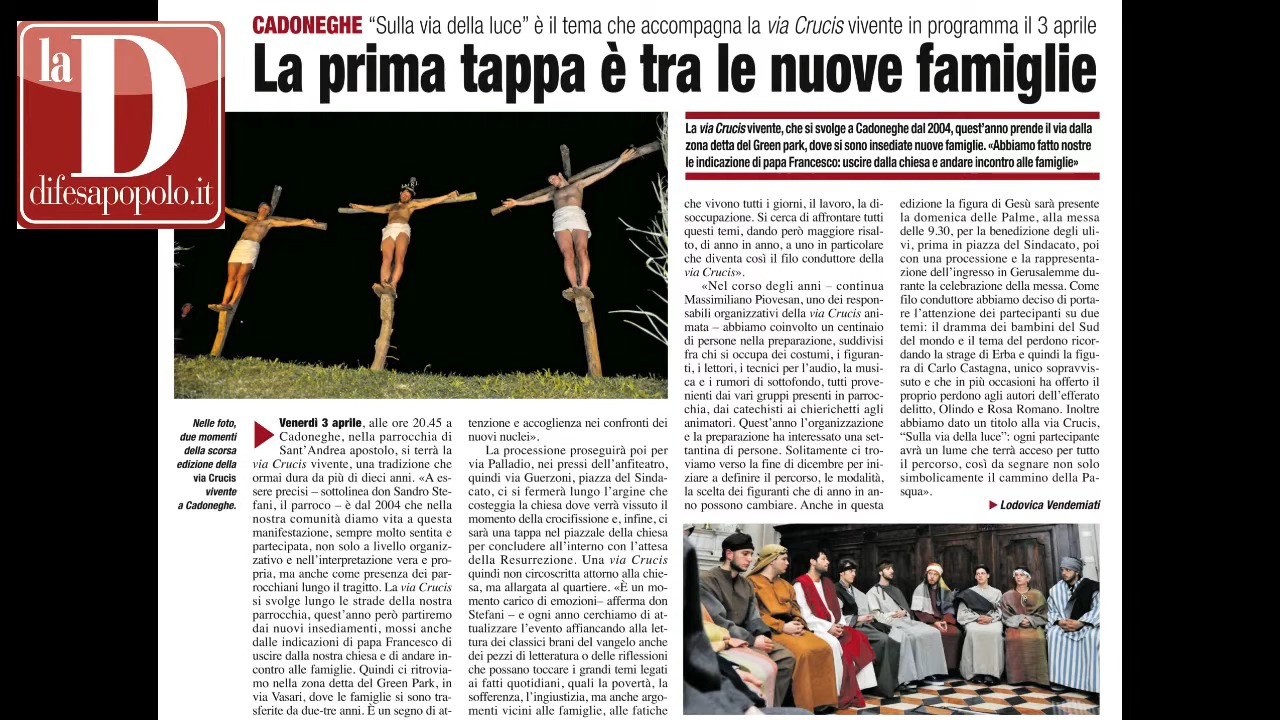 la D
difesapopolo.it
CADONEGHE “Sulla via della luce” è il tema che accompagna la via Crucis vivente in programma il 3 aprile
La prima tappa è tra le nuove famiglie
La via Crucis vivente, che si svolge a Cadoneghe dal 2004, quest’anno prende il via dalla
zona detta del Green park, dove si sono insediate nuove famiglie. «Abbiamo fatto nostre
le indicazione di papa Francesco: uscire dalla chiesa e andare incontro alle famiglie»
Nelle foto,
due momenti
della scorsa
edizione della
via Crucis
vivente
a Cadoneghe.
Venerdì 3 aprile, alle ore 20.45 a
Cadoneghe, nella parrocchia di
Sant’Andrea apostolo, si terrà la
via Crucis vivente, una tradizione che
ormai dura da più di dieci anni. «A es-
sere precisi – sottolinea don Sandro Ste-
fani, il parroco – è dal 2004 che nella
nostra comunità diamo vita a questa
manifestazione, sempre molto sentita e
partecipata, non solo a livello organiz-
zativo e nell’interpretazione vera e pro-
pria, ma anche come presenza dei par-
rocchiani lungo il tragitto. La via Crucis
si svolge lungo le strade della nostra
parrocchia, quest’anno però partiremo
dai nuovi insediamenti, mossi anche
dalle indicazioni di papa Francesco di
uscire dalla nostra chiesa e di andare in-
contro alle famiglie. Quindi ci ritrovia-
mo nella zona detta del Green Park, in
via Vasari, dove le famiglie si sono tra-
sferite da due-tre anni. È un segno di at-
tenzione e accoglienza nei confronti dei
nuovi nuclei».
La processione proseguirà poi per
via Palladio, nei pressi dell’anfiteatro,
quindi via Guerzoni, piazza del Sinda-
cato, ci si fermerà lungo l’argine che
costeggia la chiesa dove verrà vissuto il
momento della crocifissione e, infine, ci
sarà una tappa nel piazzale della chiesa
per concludere all’interno con l’attesa
della Resurrezione. Una via Crucis
quindi non circoscritta attorno alla chie-
sa, ma allargata al quartiere. «È un mo-
mento carico di emozioni– afferma don
Stefani – e ogni anno cerchiamo di at-
tualizzare l’evento affiancando alla let-
tura dei classici brani del vangelo anche
dei pezzi di letteratura o delle riflessioni
che possano toccare i grandi temi legati
ai fatti quotidiani, quali la povertà, la
sofferenza, l’ingiustizia, ma anche argo-
menti vicini alle famiglie, alle fatiche
che vivono tutti i giorni, il lavoro, la di-
soccupazione. Si cerca di affrontare tutti
questi temi, dando però maggiore risal-
to, di anno in anno, a uno in particolare
che diventa così il filo conduttore della
via Crucis».
«Nel corso degli anni – continua
Massimiliano Piovesan, uno dei respon-
sabili organizzativi della via Crucis ani-
mata – abbiamo coinvolto un centinaio
di persone nella preparazione, suddivisi
fra chi si occupa dei costumi, i figuran-
ti, i lettori, i tecnici per l’audio, la musi-
ca e i rumori di sottofondo, tutti prove-
nienti dai vari gruppi presenti in parroc-
chia, dai catechisti ai chierichetti agli
animatori. Quest’anno l’organizzazione
e la preparazione ha interessato una set-
tantina di persone. Solitamente ci tro-
viamo verso la fine di dicembre per ini-
ziare a definire il percorso, le modalità,
la scelta dei figuranti che di anno in an-
no possono cambiare. Anche in questa
edizione la figura di Gesù sarà presente
la domenica delle Palme, alla messa
delle 9.30, per la benedizione degli uli-
vi, prima in piazza del Sindacato, poi
con una processione e la rappresenta-
zione dell’ingresso in Gerusalemme du-
rante la celebrazione della messa. Come
filo conduttore abbiamo deciso di porta-
re l’attenzione dei partecipanti su due
temi: il dramma dei bambini del Sud
del mondo e il tema del perdono ricor-
dando la strage di Erba e quindi la figu-
ra di Carlo Castagna, unico sopravvis-
suto e che in più occasioni ha offerto il
proprio perdono agli autori dell’efferato
delitto, Olindo e Rosa Romano. Inoltre
abbiamo dato un titolo alla via Crucis,
“Sulla via della luce”: ogni partecipante
avrà un lume che terrà acceso per tutto
il percorso, così da segnare non solo
simbolicamente il cammino della Pa-
squa».
Lodovica Vendemiati